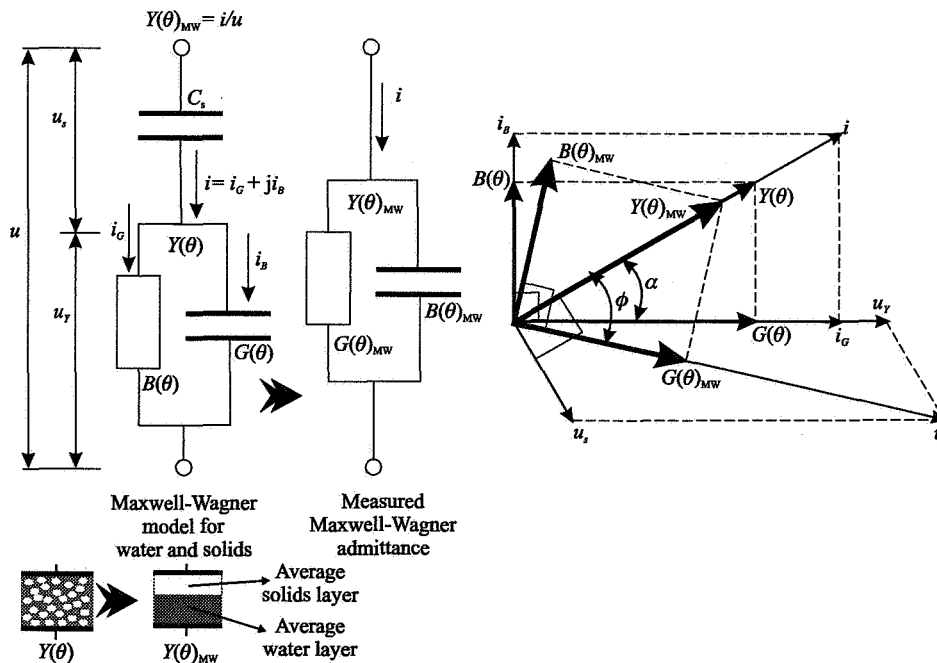 Y(θ)MW = i/u
Cs
us
i
i = iG + jiB
iG
Y(θ)
Y(θ)MW
u
iB
uY
B(θ)MW
G(θ)
G(θ)MW
B(θ)
iB
i
B(θ)MW
B(θ)
Y(θ)MW
Y(θ)
α
ϕ
uY
G(θ)
iG
G(θ)MW
us
Maxwell-Wagner
model for
water and solids
Measured
Maxwell-Wagner
admittance
Average
solids layer
Average
water layer
Y(θ)
Y(θ)MW